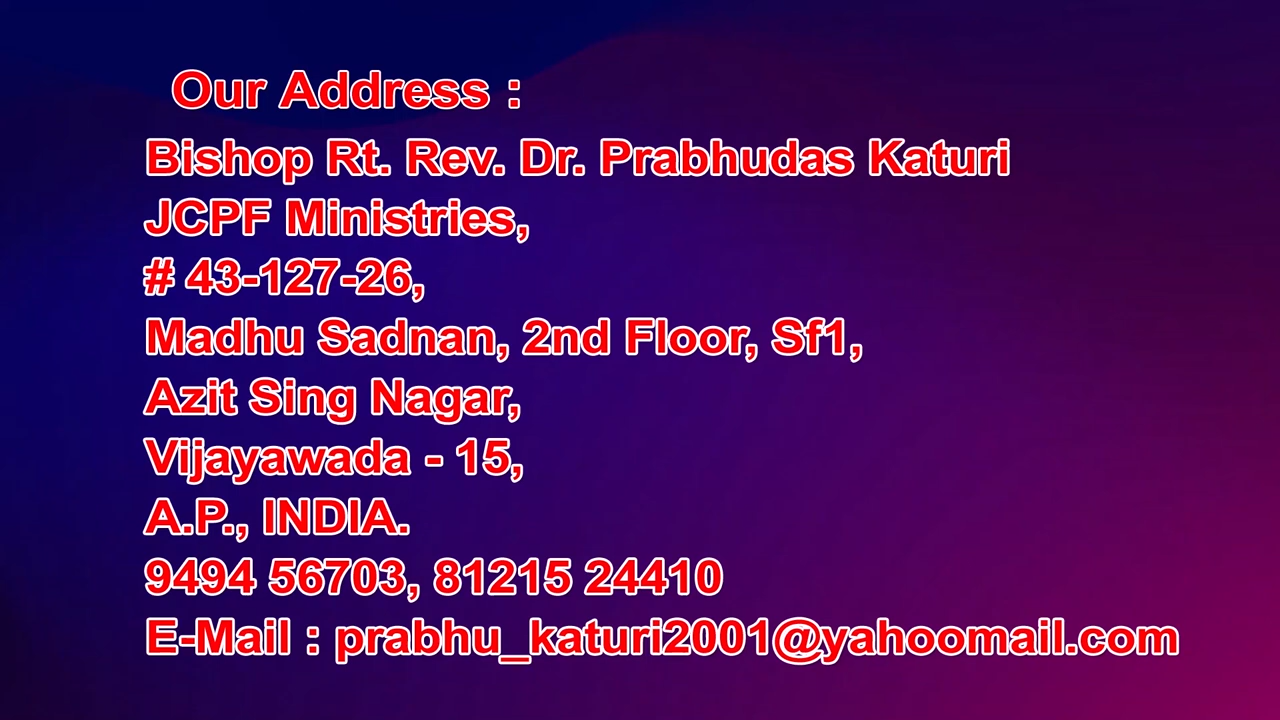 Our Address :
Bishop Rt. Rev. Dr. Prabhudas Katuri
JCPF Ministries,
# 43-127-26,
Madhu Sadnan, 2nd Floor, Sf1,
Azit Sing Nagar,
Vijayawada - 15,
A.P., INDIA.
9494 56703, 81215 24410
E-Mail : prabhu_katuri2001@yahoomail.com